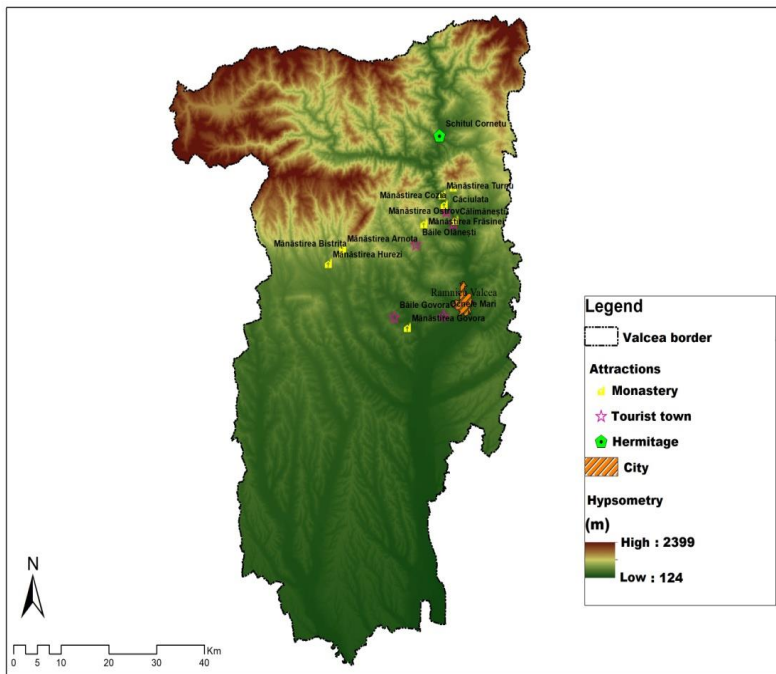 Schitul Cornetu
Mănăstirea Turnu
Mănăstirea Cozia
Căciulata
Mănăstirea Ostrov
Călimănești
Mănăstirea Frăsinei
Băile Olănești
Mănăstirea Arnota
Mănăstirea Bistrița
Mănăstirea Hurezi
Ramnicu Valcea
Băile Govora
Ocnele Mari
Mănăstirea Govora
Legend
Valcea border
Attractions
Monastery
Tourist town
Hermitage
City
Hypsometry
(m)
High : 2399
Low : 124
N
Km
0 5 10 20 30 40